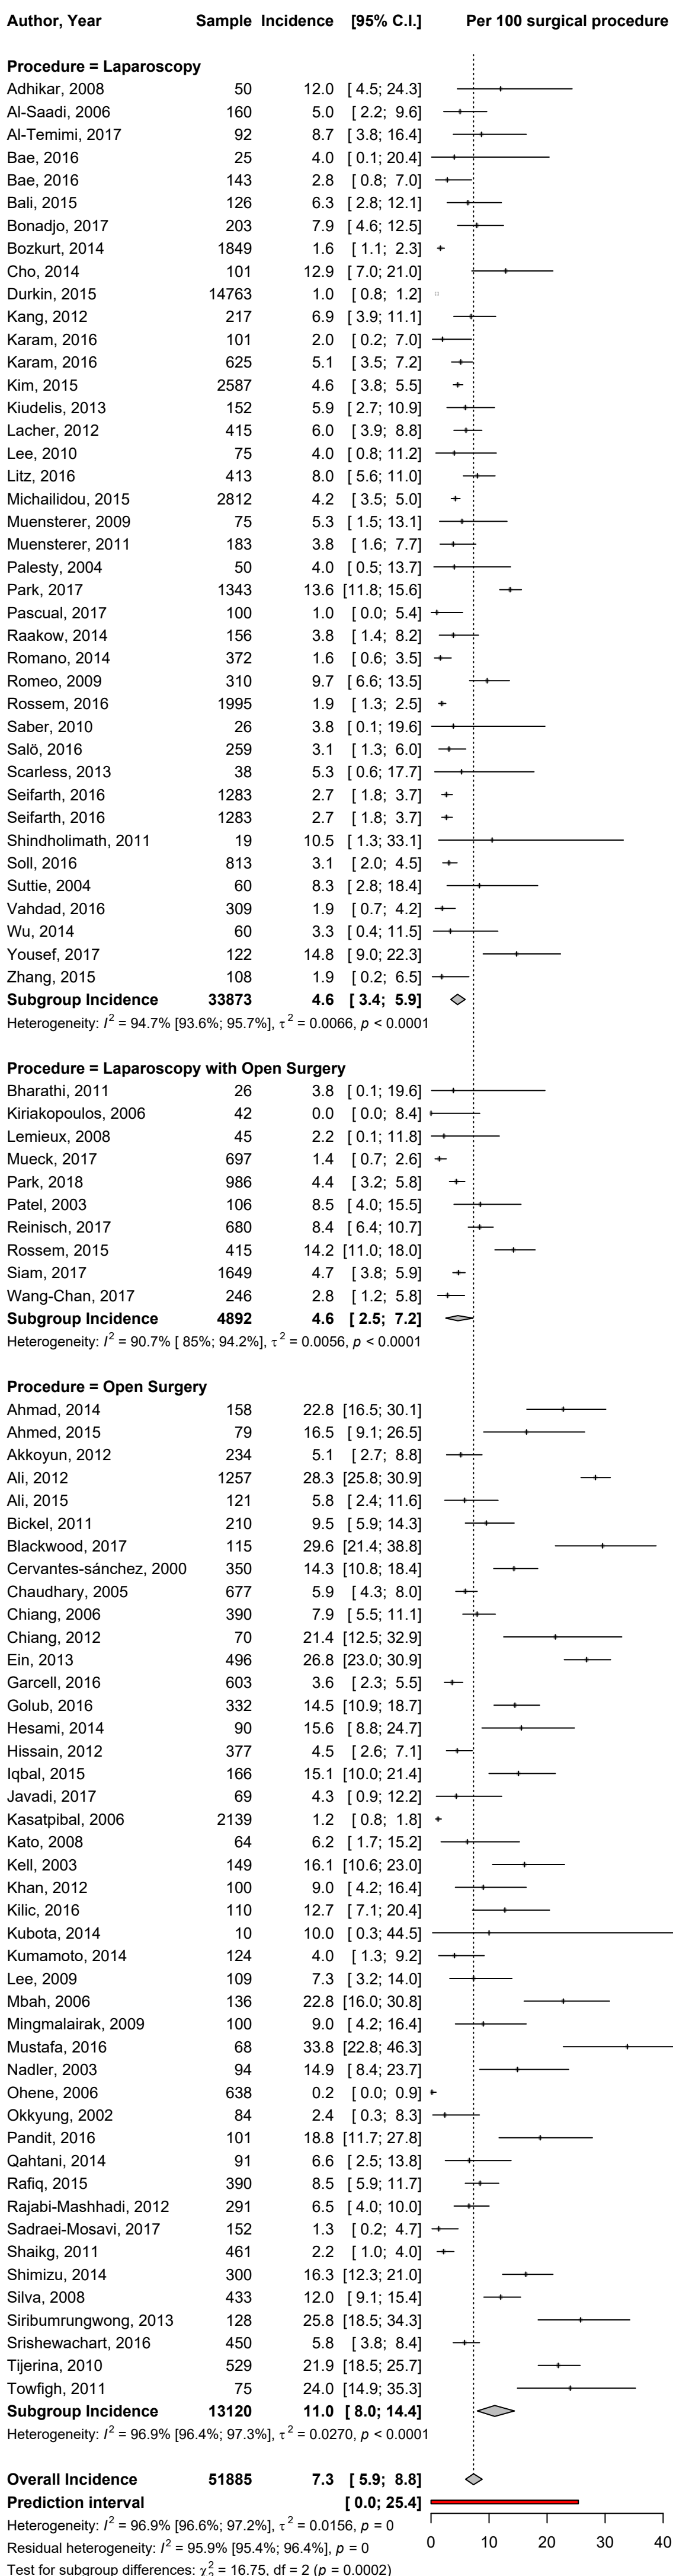 Author, Year Sample Incidence [95% C.I.] Per 100 surgical procedure
Procedure = Laparoscopy
Adhikar, 2008 50 12.0 [ 4.5; 24.3]
Al-Saadi, 2006 160 5.0 [ 2.2; 9.6]
Al-Temimi, 2017 92 8.7 [ 3.8; 16.4]
Bae, 2016 25 4.0 [ 0.1; 20.4]
Bae, 2016 143 2.8 [ 0.8; 7.0]
Bali, 2015 126 6.3 [ 2.8; 12.1]
Bonadjo, 2017 203 7.9 [ 4.6; 12.5]
Bozkurt, 2014 1849 1.6 [ 1.1; 2.3]
Cho, 2014 101 12.9 [ 7.0; 21.0]
Durkin, 2015 14763 1.0 [ 0.8; 1.2]
Kang, 2012 217 6.9 [ 3.9; 11.1]
Karam, 2016 101 2.0 [ 0.2; 7.0]
Karam, 2016 625 5.1 [ 3.5; 7.2]
Kim, 2015 2587 4.6 [ 3.8; 5.5]
Kiudelis, 2013 152 5.9 [ 2.7; 10.9]
Lacher, 2012 415 6.0 [ 3.9; 8.8]
Lee, 2010 75 4.0 [ 0.8; 11.2]
Litz, 2016 413 8.0 [ 5.6; 11.0]
Michailidou, 2015 2812 4.2 [ 3.5; 5.0]
Muensterer, 2009 75 5.3 [ 1.5; 13.1]
Muensterer, 2011 183 3.8 [ 1.6; 7.7]
Palesty, 2004 50 4.0 [ 0.5; 13.7]
Park, 2017 1343 13.6 [11.8; 15.6]
Pascual, 2017 100 1.0 [ 0.0; 5.4]
Raakow, 2014 156 3.8 [ 1.4; 8.2]
Romano, 2014 372 1.6 [ 0.6; 3.5]
Romeo, 2009 310 9.7 [ 6.6; 13.5]
Rossem, 2016 1995 1.9 [ 1.3; 2.5]
Saber, 2010 26 3.8 [ 0.1; 19.6]
Salö, 2016 259 3.1 [ 1.3; 6.0]
Scarless, 2013 38 5.3 [ 0.6; 17.7]
Seifarth, 2016 1283 2.7 [ 1.8; 3.7]
Seifarth, 2016 1283 2.7 [ 1.8; 3.7]
Shindholimath, 2011 19 10.5 [ 1.3; 33.1]
Soll, 2016 813 3.1 [ 2.0; 4.5]
Suttie, 2004 60 8.3 [ 2.8; 18.4]
Vahdad, 2016 309 1.9 [ 0.7; 4.2]
Wu, 2014 60 3.3 [ 0.4; 11.5]
Yousef, 2017 122 14.8 [ 9.0; 22.3]
Zhang, 2015 108 1.9 [ 0.2; 6.5]
Subgroup Incidence 33873 4.6 [ 3.4; 5.9]
Heterogeneity: I² = 94.7% [93.6%; 95.7%], τ² = 0.0066, p < 0.0001
Procedure = Laparoscopy with Open Surgery
Bharathi, 2011 26 3.8 [ 0.1; 19.6]
Kiriakopoulos, 2006 42 0.0 [ 0.0; 8.4]
Lemieux, 2008 45 2.2 [ 0.1; 11.8]
Mueck, 2017 697 1.4 [ 0.7; 2.6]
Park, 2018 986 4.4 [ 3.2; 5.8]
Patel, 2003 106 8.5 [ 4.0; 15.5]
Reinisch, 2017 680 8.4 [ 6.4; 10.7]
Rossem, 2015 415 14.2 [11.0; 18.0]
Siam, 2017 1649 4.7 [ 3.8; 5.9]
Wang-Chan, 2017 246 2.8 [ 1.2; 5.8]
Subgroup Incidence 4892 4.6 [ 2.5; 7.2]
Heterogeneity: I² = 90.7% [ 85%; 94.2%], τ² = 0.0056, p < 0.0001
Procedure = Open Surgery
Ahmad, 2014 158 22.8 [16.5; 30.1]
Ahmed, 2015 79 16.5 [ 9.1; 26.5]
Akkoyun, 2012 234 5.1 [ 2.7; 8.8]
Ali, 2012 1257 28.3 [25.8; 30.9]
Ali, 2015 121 5.8 [ 2.4; 11.6]
Bickel, 2011 210 9.5 [ 5.9; 14.3]
Blackwood, 2017 115 29.6 [21.4; 38.8]
Cervantes-sánchez, 2000 350 14.3 [10.8; 18.4]
Chaudhary, 2005 677 5.9 [ 4.3; 8.0]
Chiang, 2006 390 7.9 [ 5.5; 11.1]
Chiang, 2012 70 21.4 [12.5; 32.9]
Ein, 2013 496 26.8 [23.0; 30.9]
Garcell, 2016 603 3.6 [ 2.3; 5.5]
Golub, 2016 332 14.5 [10.9; 18.7]
Hesami, 2014 90 15.6 [ 8.8; 24.7]
Hissain, 2012 377 4.5 [ 2.6; 7.1]
Iqbal, 2015 166 15.1 [10.0; 21.4]
Javadi, 2017 69 4.3 [ 0.9; 12.2]
Kasatpibal, 2006 2139 1.2 [ 0.8; 1.8]
Kato, 2008 64 6.2 [ 1.7; 15.2]
Kell, 2003 149 16.1 [10.6; 23.0]
Khan, 2012 100 9.0 [ 4.2; 16.4]
Kilic, 2016 110 12.7 [ 7.1; 20.4]
Kubota, 2014 10 10.0 [ 0.3; 44.5]
Kumamoto, 2014 124 4.0 [ 1.3; 9.2]
Lee, 2009 109 7.3 [ 3.2; 14.0]
Mbah, 2006 136 22.8 [16.0; 30.8]
Mingmalairak, 2009 100 9.0 [ 4.2; 16.4]
Mustafa, 2016 68 33.8 [22.8; 46.3]
Nadler, 2003 94 14.9 [ 8.4; 23.7]
Ohene, 2006 638 0.2 [ 0.0; 0.9]
Okkyung, 2002 84 2.4 [ 0.3; 8.3]
Pandit, 2016 101 18.8 [11.7; 27.8]
Qahtani, 2014 91 6.6 [ 2.5; 13.8]
Rafiq, 2015 390 8.5 [ 5.9; 11.7]
Rajabi-Mashhadi, 2012 291 6.5 [ 4.0; 10.0]
Sadraei-Mosavi, 2017 152 1.3 [ 0.2; 4.7]
Shaikg, 2011 461 2.2 [ 1.0; 4.0]
Shimizu, 2014 300 16.3 [12.3; 21.0]
Silva, 2008 433 12.0 [ 9.1; 15.4]
Siribumrungwong, 2013 128 25.8 [18.5; 34.3]
Srishewachart, 2016 450 5.8 [ 3.8; 8.4]
Tijerina, 2010 529 21.9 [18.5; 25.7]
Towfigh, 2011 75 24.0 [14.9; 35.3]
Subgroup Incidence 13120 11.0 [ 8.0; 14.4]
Heterogeneity: I² = 96.9% [96.4%; 97.3%], τ² = 0.0270, p < 0.0001
Overall Incidence 51885 7.3 [ 5.9; 8.8]
Prediction interval [ 0.0; 25.4]
Heterogeneity: I² = 96.9% [96.6%; 97.2%], τ² = 0.0156, p = 0
Residual heterogeneity: I² = 95.9% [95.4%; 96.4%], p = 0
0 10 20 30 40
Test for subgroup differences: χ²₂ = 16.75, df = 2 (p = 0.0002)